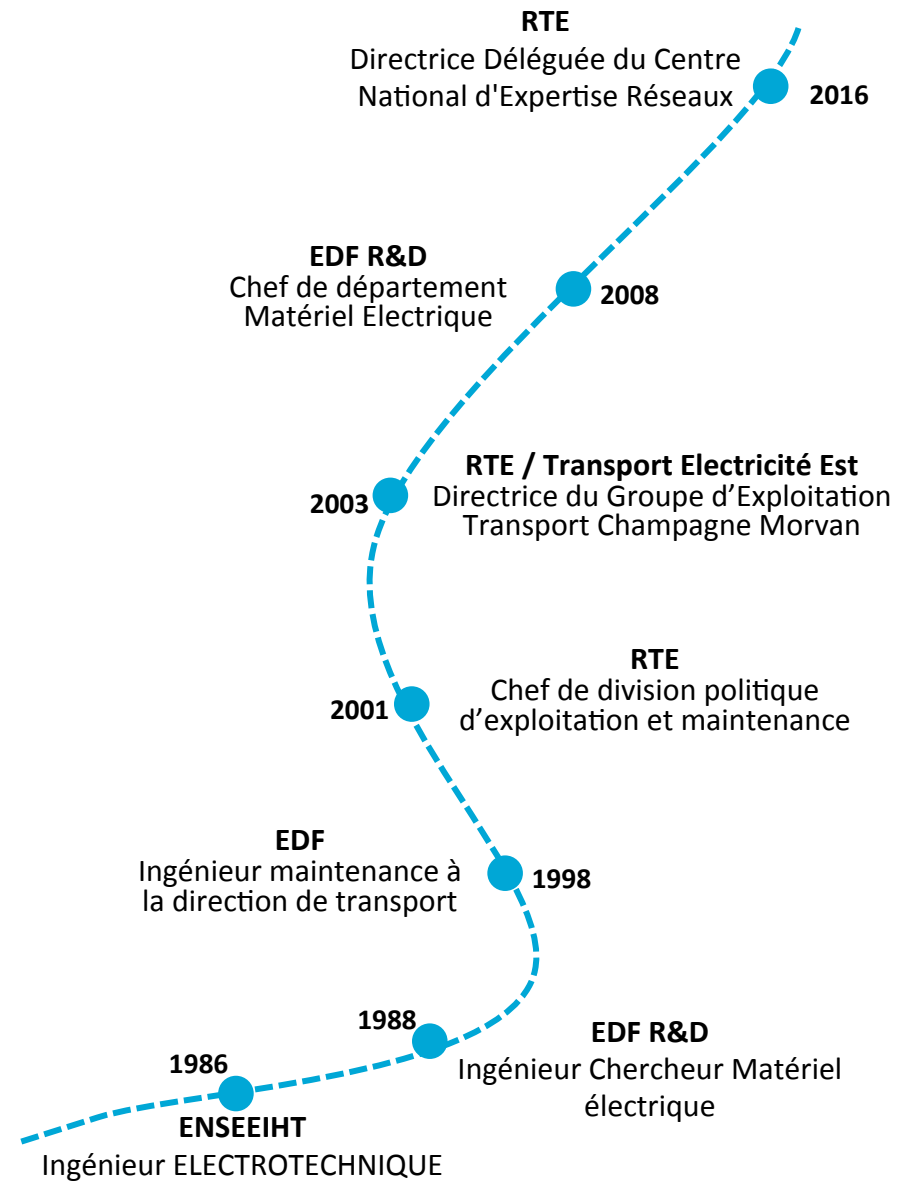 RTE
Directrice Déléguée du Centre
National d'Expertise Réseaux
2016
EDF R&D
Chef de département
Matériel Electrique
2008
RTE / Transport Electricité Est
Directrice du Groupe d’Exploitation
Transport Champagne Morvan
2003
RTE
Chef de division politique
d’exploitation et maintenance
2001
EDF
Ingénieur maintenance à
la direction de transport
1998
1988
EDF R&D
Ingénieur Chercheur Matériel
électrique
1986
ENSEEIHT
Ingénieur ELECTROTECHNIQUE